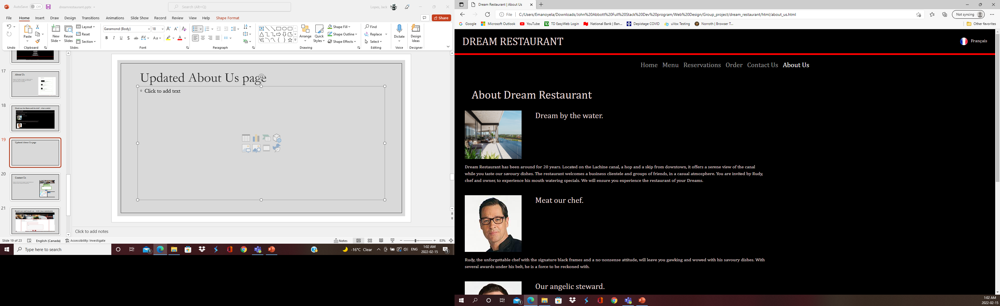 AutoSave Off dreamrestaurant.pptx Search (Alt+Q) Lopes, Jack
File Home Insert Draw Design Transitions Animations Slide Show Record Review View Help Shape Format Share
Paste New Slide Reuse Slides Layout Reset Section
Garamond (Body) 18
Arrange Quick Styles Shape Fill Shape Outline Shape Effects
Find Replace Select Dictate Design Ideas
Undo Clipboard Slides Font Paragraph Drawing Editing Voice Designer
17
About Us
18
19
Updated About Us page
20
Contact Us
21
Updated About Us page
Click to add text
Click to add notes
Slide 19 of 23 English (Canada) Accessibility: Investigate Notes 83%
Type here to search
-16°C Clear ENG 1:02 AM
2022-02-15
Dream Restaurant | About Us
File C:/Users/Emanoyela/Downloads/John%20Abbott%20Full%20Stack%20Dev%20program/Web%20Design/Group_project/dream_restaurant/html/about_us.html Not syncing
Google Microsoft Outlook YouTube TD EasyWeb Login National Bank | Ban... Depistage COVID uVox Testing Norroth | Browser T... Other favorites
DREAM RESTAURANT
Français
Home Menu Reservations Order Contact Us About Us
About Dream Restaurant
Dream by the water.
Dream Restaurant has been around for 20 years. Located on the Lachine canal, a hop and a skip from downtown, it offers a serene view of the canal
while you taste our savoury dishes. The restaurant welcomes a business clientele and groups of friends, in a casual atmosphere. You are invited by Rudy,
chef and owner, to experience his mouth watering specials. We will ensure you experience the restaurant of your Dreams.
Meat our chef.
Rudy, the unforgettable chef with the signature black frames and a no-nonsense attitude, will leave you gawking and wowed with his savoury dishes. With
several awards under his belt, he is a force to be reckoned with.
Our angelic steward.
1:02 AM
2022-02-15